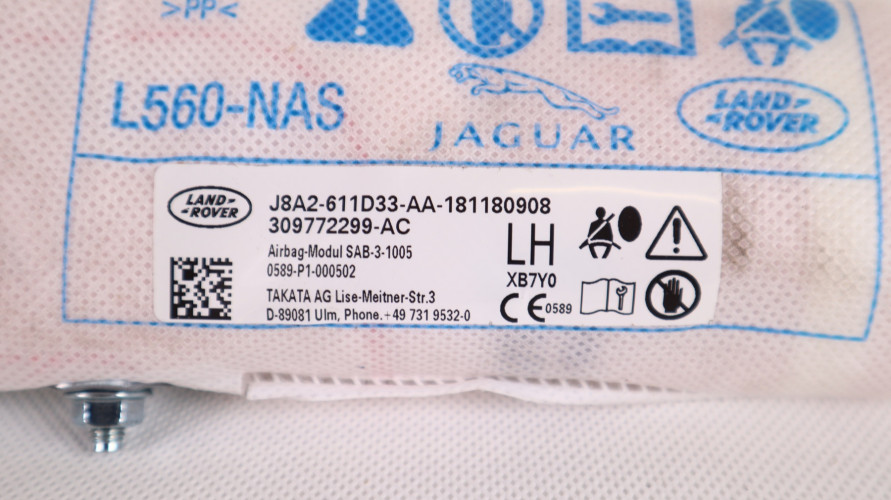 >PP<
L560-NAS
JAGUAR
LAND-
-ROVER
LAND-
-ROVER
J8A2-611D33-AA-181180908
309772299-AC
Airbag-Modul SAB-3-1005
0589-P1-000502
TAKATA AG Lise-Meitner-Str.3
D-89081 Ulm, Phone.+49 731 9532-0
LH
XB7Y0
CE 0589